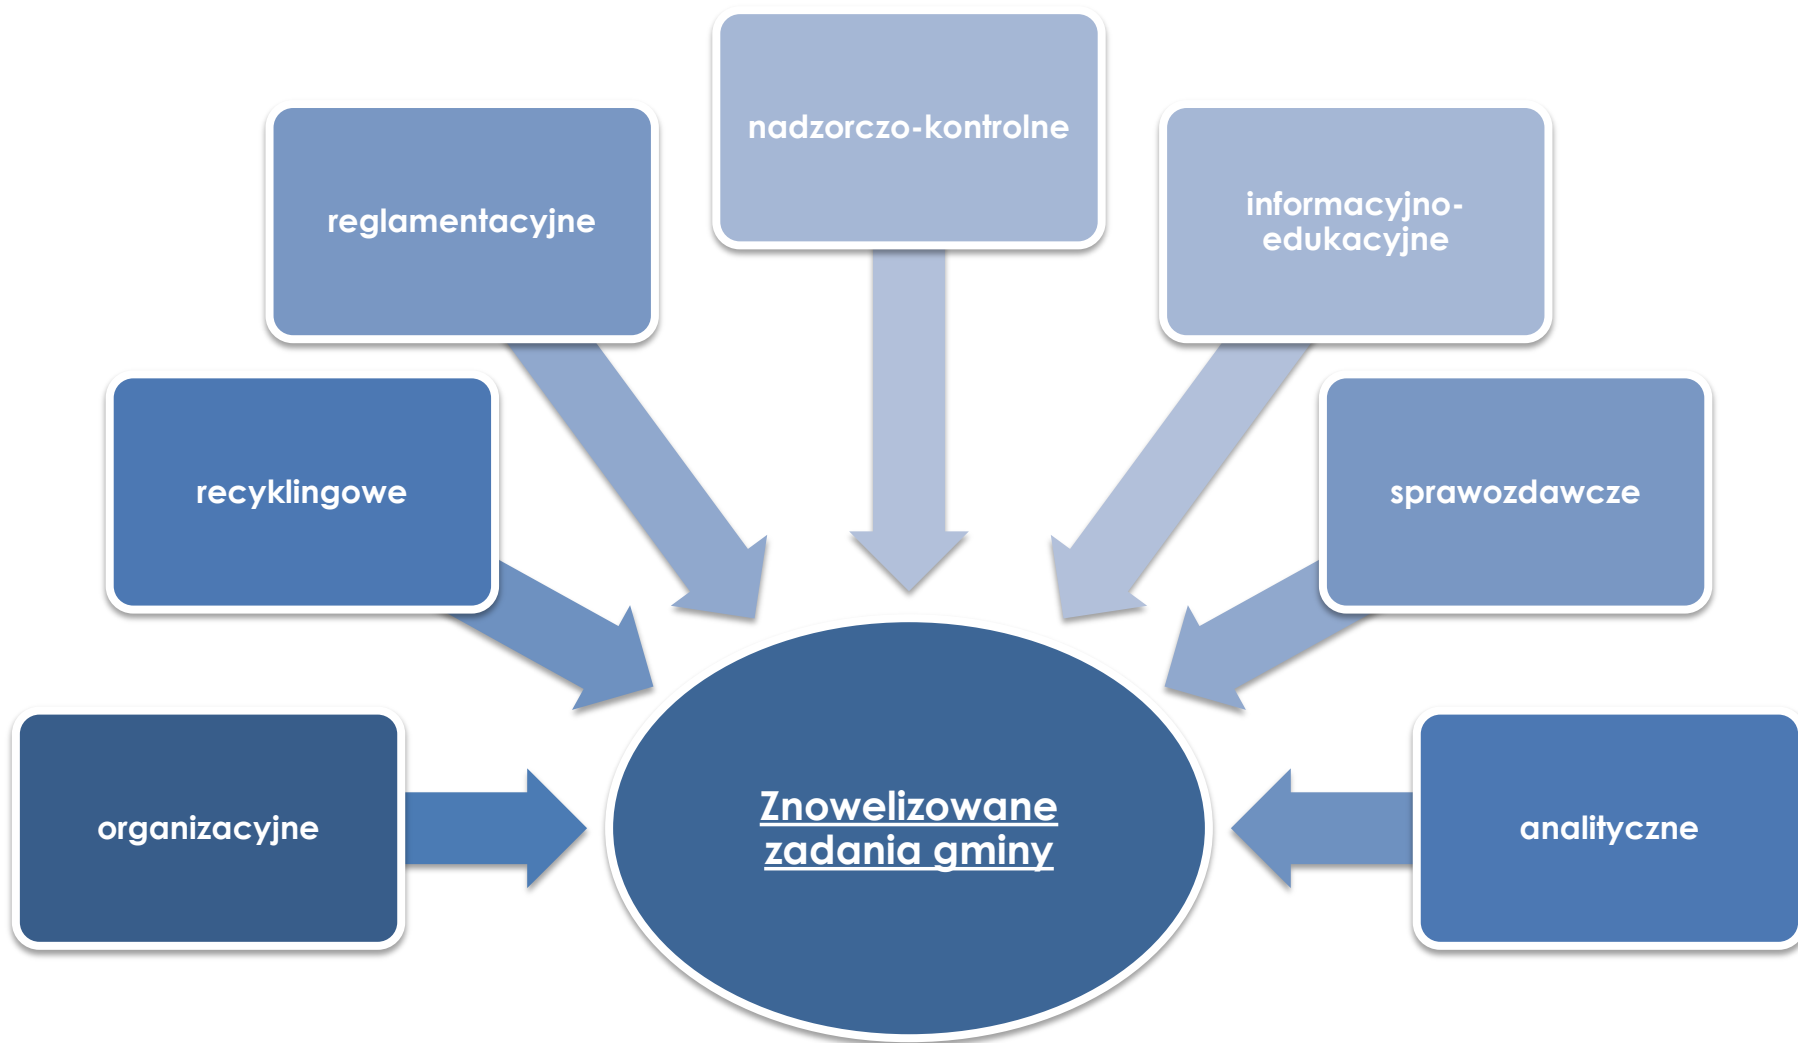 nadzorczo-kontrolne
reglamentacyjne
informacyjno-
edukacyjne
recyklingowe
sprawozdawcze
organizacyjne
Znowelizowane
zadania gminy
analityczne